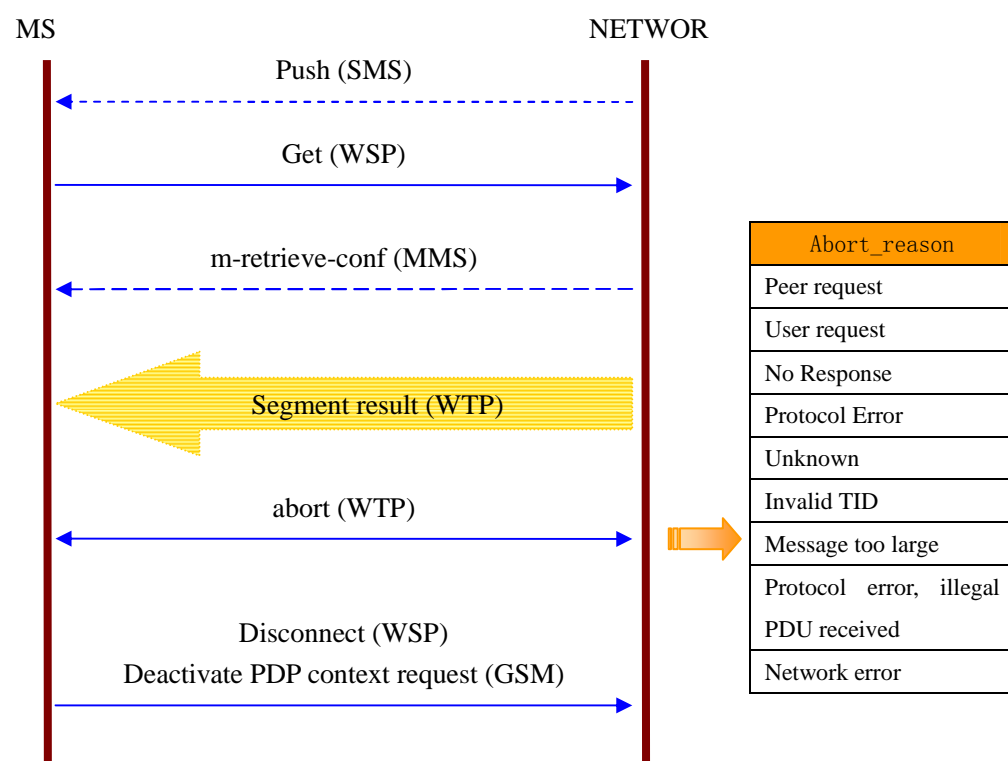 MS
NETWOR
Push (SMS)
Get (WSP)
m-retrieve-conf (MMS)
Segment result (WTP)
abort (WTP)
Disconnect (WSP)
Deactivate PDP context request (GSM)
Abort_reason
Peer request
User request
No Response
Protocol Error
Unknown
Invalid TID
Message too large
Protocol error, illegal
PDU received
Network error